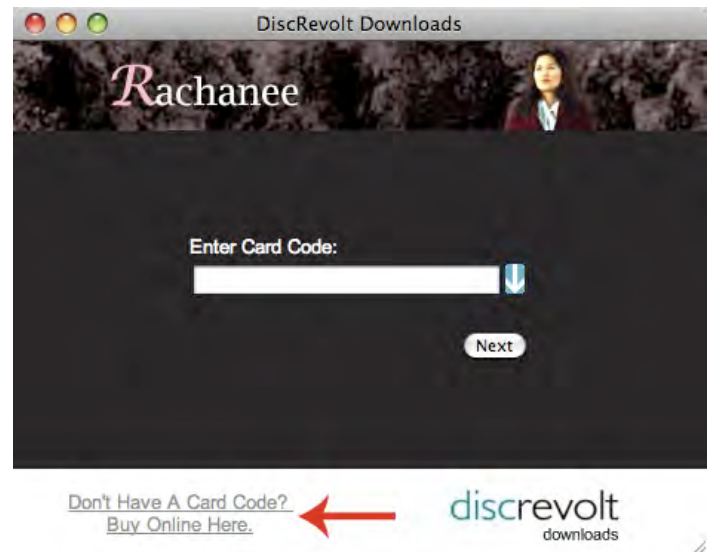 DiscRevolt Downloads
Rachanee
Enter Card Code:
Next
Don't Have A Card Code?
Buy Online Here.
discrevolt
downloads